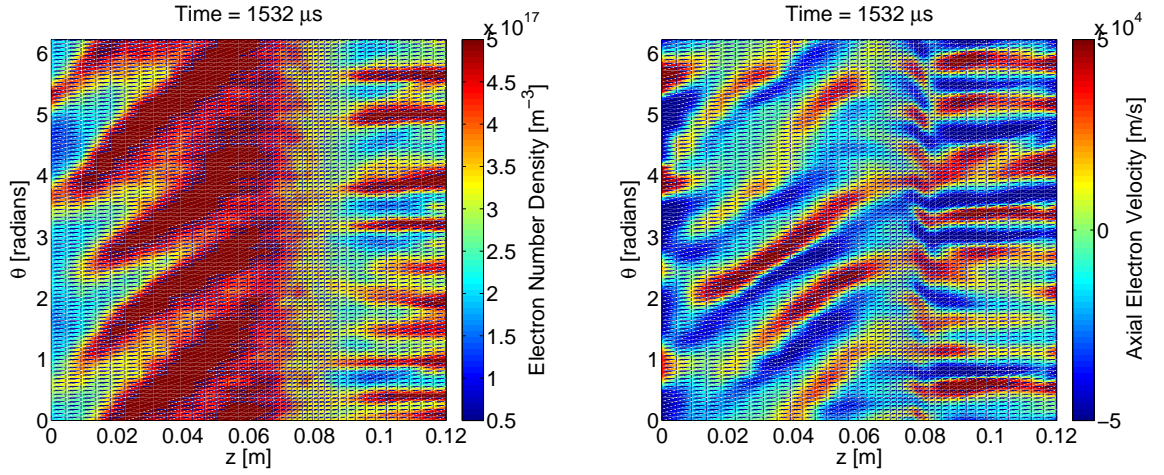 Time = 1532 μs
x 10^17
θ [radians]
6
5
4
3
2
1
0
0 0.02 0.04 0.06 0.08 0.1 0.12
z [m]
5
4.5
4
3.5
3
2.5
2
1.5
1
0.5
Electron Number Density [m^−3]
Time = 1532 μs
x 10^4
θ [radians]
6
5
4
3
2
1
0
0 0.02 0.04 0.06 0.08 0.1 0.12
z [m]
5
0
−5
Axial Electron Velocity [m/s]